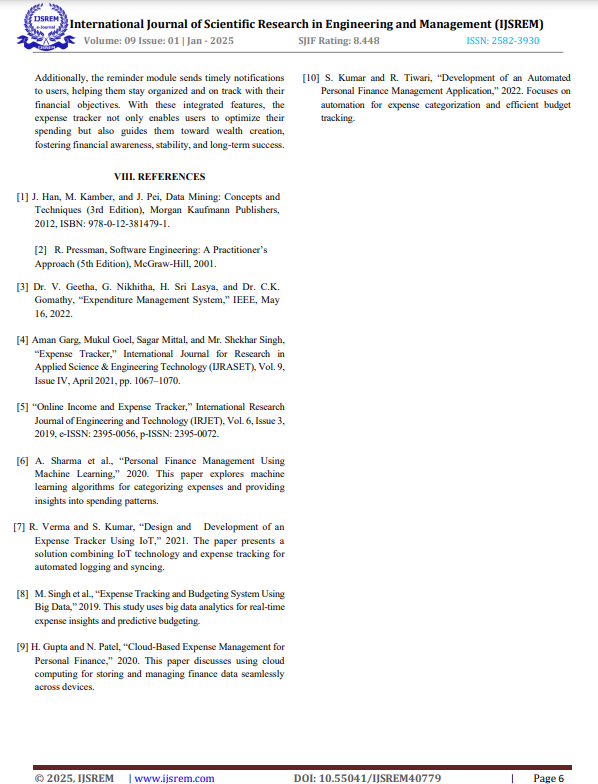 IJSREM
e-Journal
International Journal of Scientific Research in Engineering and Management (IJSREM)
Volume: 09 Issue: 01 | Jan - 2025 SJIF Rating: 8.448 ISSN: 2582-3930
Additionally, the reminder module sends timely notifications
to users, helping them stay organized and on track with their
financial objectives. With these integrated features, the
expense tracker not only enables users to optimize their
spending but also guides them toward wealth creation,
fostering financial awareness, stability, and long-term success.
VIII. REFERENCES
[1] J. Han, M. Kamber, and J. Pei, Data Mining: Concepts and
Techniques (3rd Edition), Morgan Kaufmann Publishers,
2012, ISBN: 978-0-12-381479-1.
[2] R. Pressman, Software Engineering: A Practitioner’s
Approach (5th Edition), McGraw-Hill, 2001.
[3] Dr. V. Geetha, G. Nikhitha, H. Sri Lasya, and Dr. C.K.
Gomathy, “Expenditure Management System,” IEEE, May
16, 2022.
[4] Aman Garg, Mukul Goel, Sagar Mittal, and Mr. Shekhar Singh,
“Expense Tracker,” International Journal for Research in
Applied Science & Engineering Technology (IJRASET), Vol. 9,
Issue IV, April 2021, pp. 1067–1070.
[5] “Online Income and Expense Tracker,” International Research
Journal of Engineering and Technology (IRJET), Vol. 6, Issue 3,
2019, e-ISSN: 2395-0056, p-ISSN: 2395-0072.
[6] A. Sharma et al., “Personal Finance Management Using
Machine Learning,” 2020. This paper explores machine
learning algorithms for categorizing expenses and providing
insights into spending patterns.
[7] R. Verma and S. Kumar, “Design and Development of an
Expense Tracker Using IoT,” 2021. The paper presents a
solution combining IoT technology and expense tracking for
automated logging and syncing.
[8] M. Singh et al., “Expense Tracking and Budgeting System Using
Big Data,” 2019. This study uses big data analytics for real-time
expense insights and predictive budgeting.
[9] H. Gupta and N. Patel, “Cloud-Based Expense Management for
Personal Finance,” 2020. This paper discusses using cloud
computing for storing and managing finance data seamlessly
across devices.
[10] S. Kumar and R. Tiwari, “Development of an Automated
Personal Finance Management Application,” 2022. Focuses on
automation for expense categorization and efficient budget
tracking.
© 2025, IJSREM | www.ijsrem.com DOI: 10.55041/IJSREM40779 | Page 6